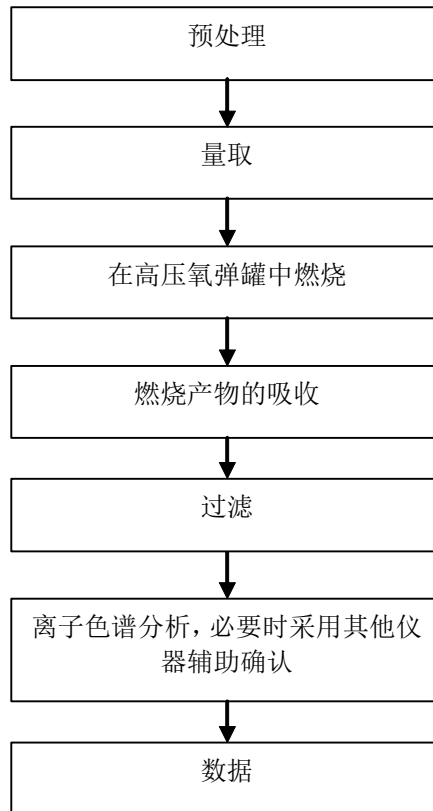 预处理
量取
在高压氧弹罐中燃烧
燃烧产物的吸收
过滤
离子色谱分析，必要时采用其他仪
器辅助确认
数据